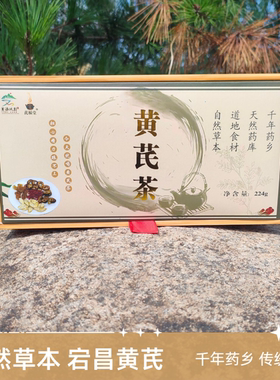 黄芪茶
千年药乡
天然药库
道地食材
自然草本
净含量：224g
然草本 宕昌黄芪
千年药乡 传统